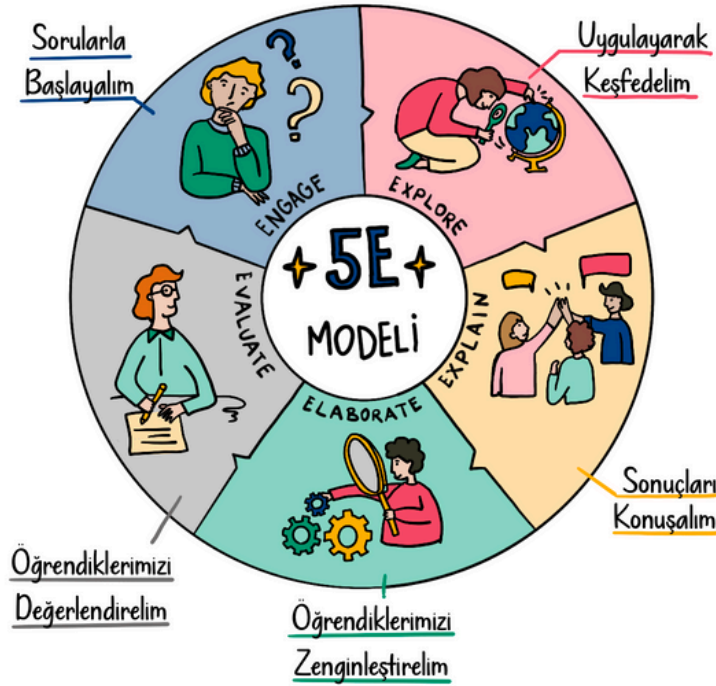 Sorularla
Başlayalım
Uygulayarak
Keşfedelim
ENGAGE
EXPLORE
5E
MODELİ
EVALUATE
EXPLAIN
ELABORATE
Sonuçları
Konuşalım
Öğrendiklerimizi
Değerlendirelim
Öğrendiklerimizi
Zenginleştirelim